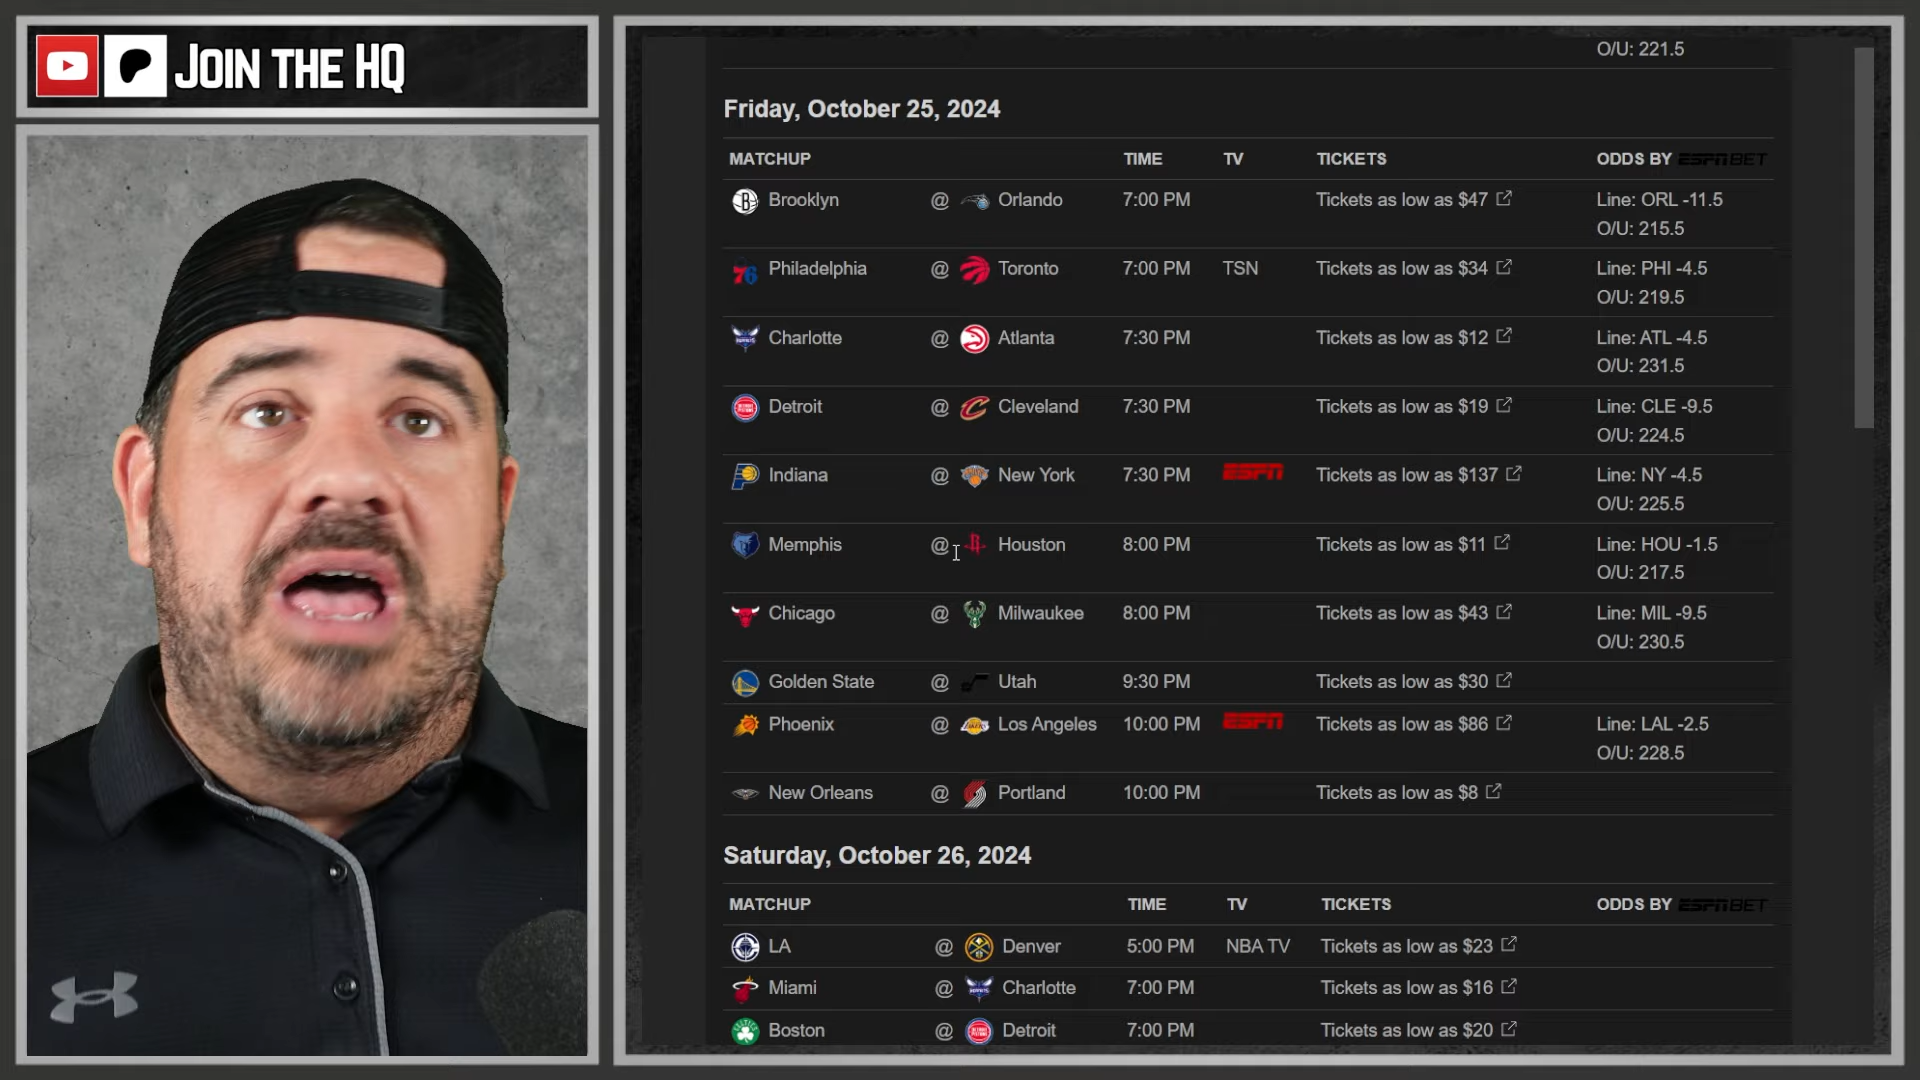 JOIN THE HQ
O/U: 221.5
Friday, October 25, 2024
MATCHUP TIME TV TICKETS ODDS BY ESPN BET
Brooklyn @ Orlando 7:00 PM Tickets as low as $47 Line: ORL -11.5
O/U: 215.5
Philadelphia @ Toronto 7:00 PM TSN Tickets as low as $34 Line: PHI -4.5
O/U: 219.5
Charlotte @ Atlanta 7:30 PM Tickets as low as $12 Line: ATL -4.5
O/U: 231.5
Detroit @ Cleveland 7:30 PM Tickets as low as $19 Line: CLE -9.5
O/U: 224.5
Indiana @ New York 7:30 PM ESPN Tickets as low as $137 Line: NY -4.5
O/U: 225.5
Memphis @ Houston 8:00 PM Tickets as low as $11 Line: HOU -1.5
O/U: 217.5
Chicago @ Milwaukee 8:00 PM Tickets as low as $43 Line: MIL -9.5
O/U: 230.5
Golden State @ Utah 9:30 PM Tickets as low as $30
Phoenix @ Los Angeles 10:00 PM ESPN Tickets as low as $86 Line: LAL -2.5
O/U: 228.5
New Orleans @ Portland 10:00 PM Tickets as low as $8
Saturday, October 26, 2024
MATCHUP TIME TV TICKETS ODDS BY ESPN BET
LA @ Denver 5:00 PM NBA TV Tickets as low as $23
Miami @ Charlotte 7:00 PM Tickets as low as $16
Boston @ Detroit 7:00 PM Tickets as low as $20